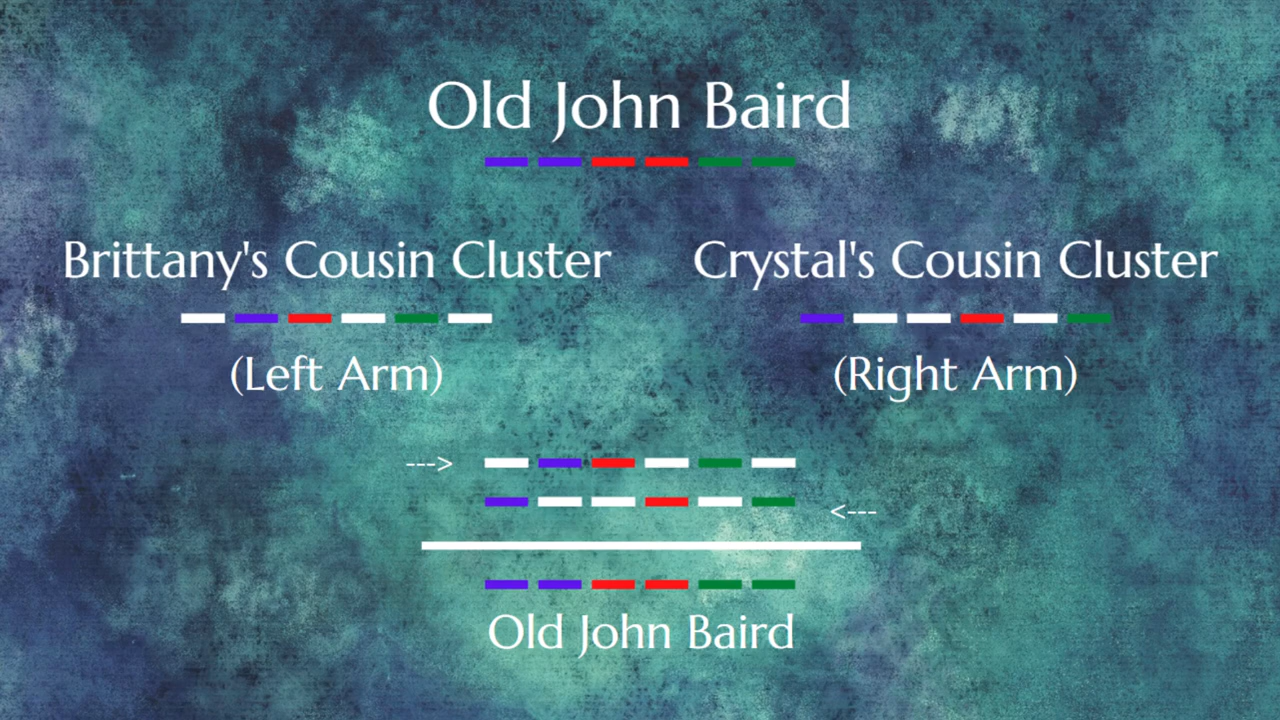 Old John Baird
Brittany's Cousin Cluster
Crystal's Cousin Cluster
(Left Arm)
(Right Arm)
--->
<---
Old John Baird